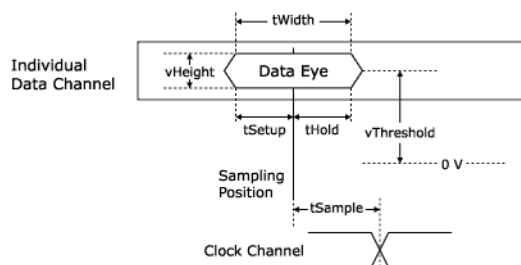 tWidth
Individual
Data Channel
vHeight
Data Eye
tSetup
tHold
vThreshold
0 V
Sampling
Position
tSample
Clock Channel